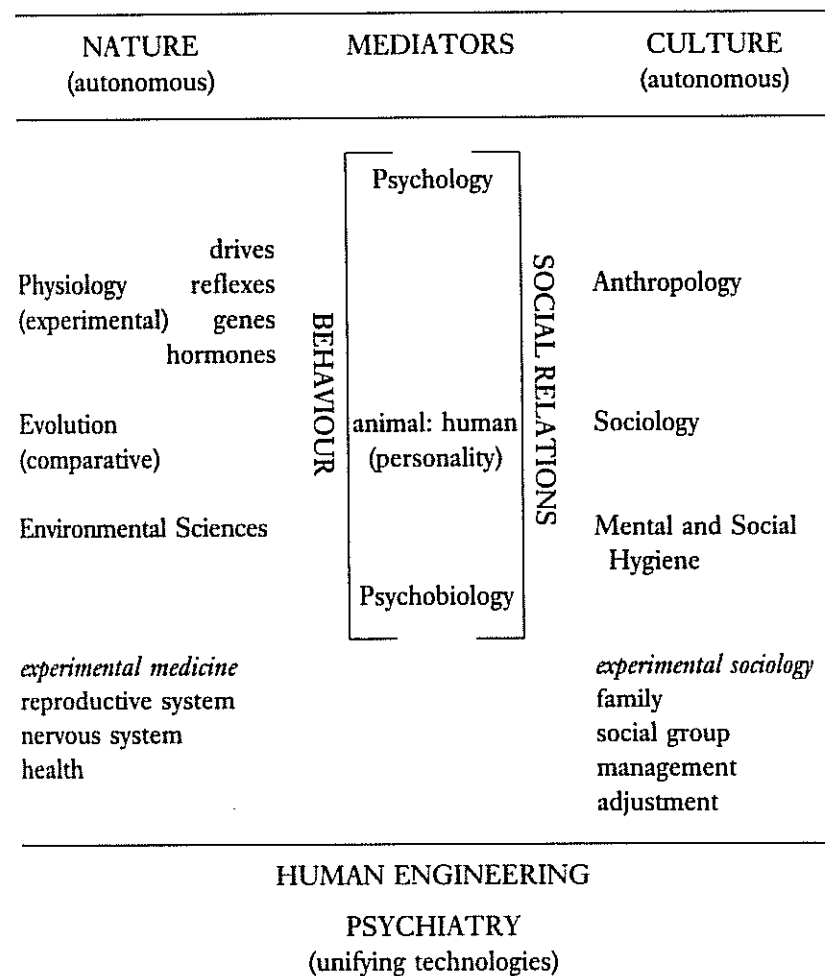 NATURE
(autonomous)
MEDIATORS
CULTURE
(autonomous)
drives
Physiology reflexes
(experimental) genes
hormones
Evolution
(comparative)
Environmental Sciences
experimental medicine
reproductive system
nervous system
health
BEHAVIOUR
Psychology
animal: human
(personality)
Psychobiology
SOCIAL RELATIONS
Anthropology
Sociology
Mental and Social
Hygiene
experimental sociology
family
social group
management
adjustment
HUMAN ENGINEERING
PSYCHIATRY
(unifying technologies)